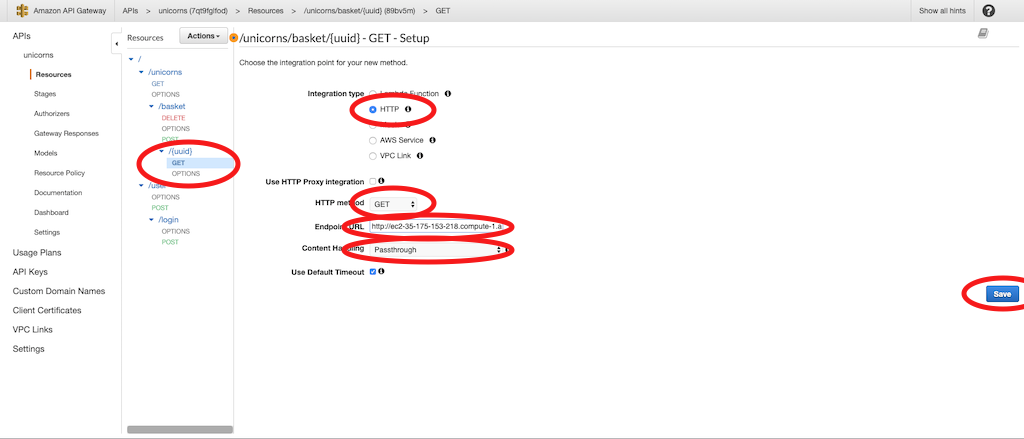 Amazon API Gateway APIs > unicorns (7qt9fglfod) > Resources > /unicorns/basket/{uuid} (89bv5m) > GET Show all hints ?
APIs
unicorns
Resources
Stages
Authorizers
Gateway Responses
Models
Resource Policy
Documentation
Dashboard
Settings
Usage Plans
API Keys
Custom Domain Names
Client Certificates
VPC Links
Settings
Resources Actions
/
/unicorns
GET
OPTIONS
/basket
DELETE
OPTIONS
POST
/{uuid}
GET
OPTIONS
/user
OPTIONS
POST
/login
OPTIONS
POST
/unicorns/basket/{uuid} - GET - Setup
Choose the integration point for your new method.
Integration type Lambda Function
HTTP
AWS Service
VPC Link
Use HTTP Proxy integration
HTTP method GET
Endpoint URL http://ec2-35-175-153-218.compute-1.a
Content Handling Passthrough
Use Default Timeout
Save